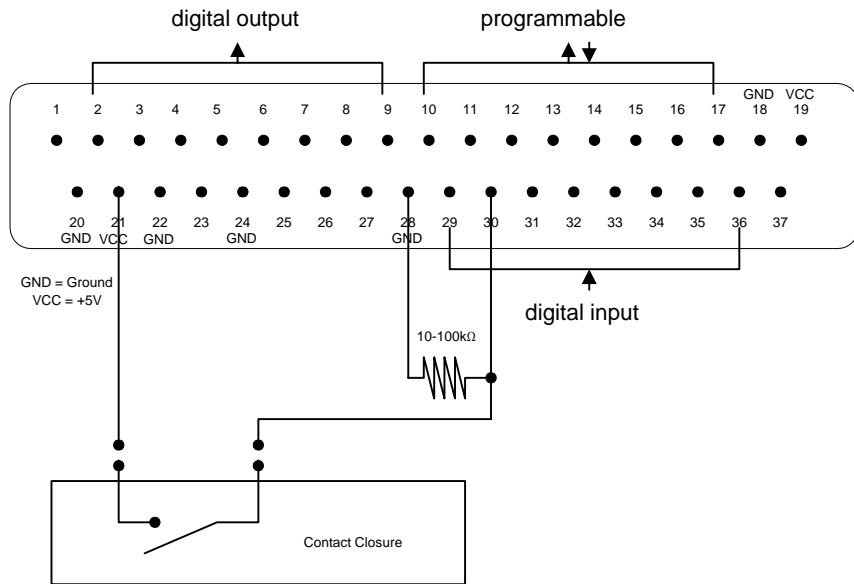 digital output programmable
GND VCC
1 2 3 4 5 6 7 8 9 10 11 12 13 14 15 16 17 18 19
20 21 22 23 24 25 26 27 28 29 30 31 32 33 34 35 36 37
GND VCC GND GND GND
GND = Ground
VCC = +5V
digital input
10-100kΩ
Contact Closure